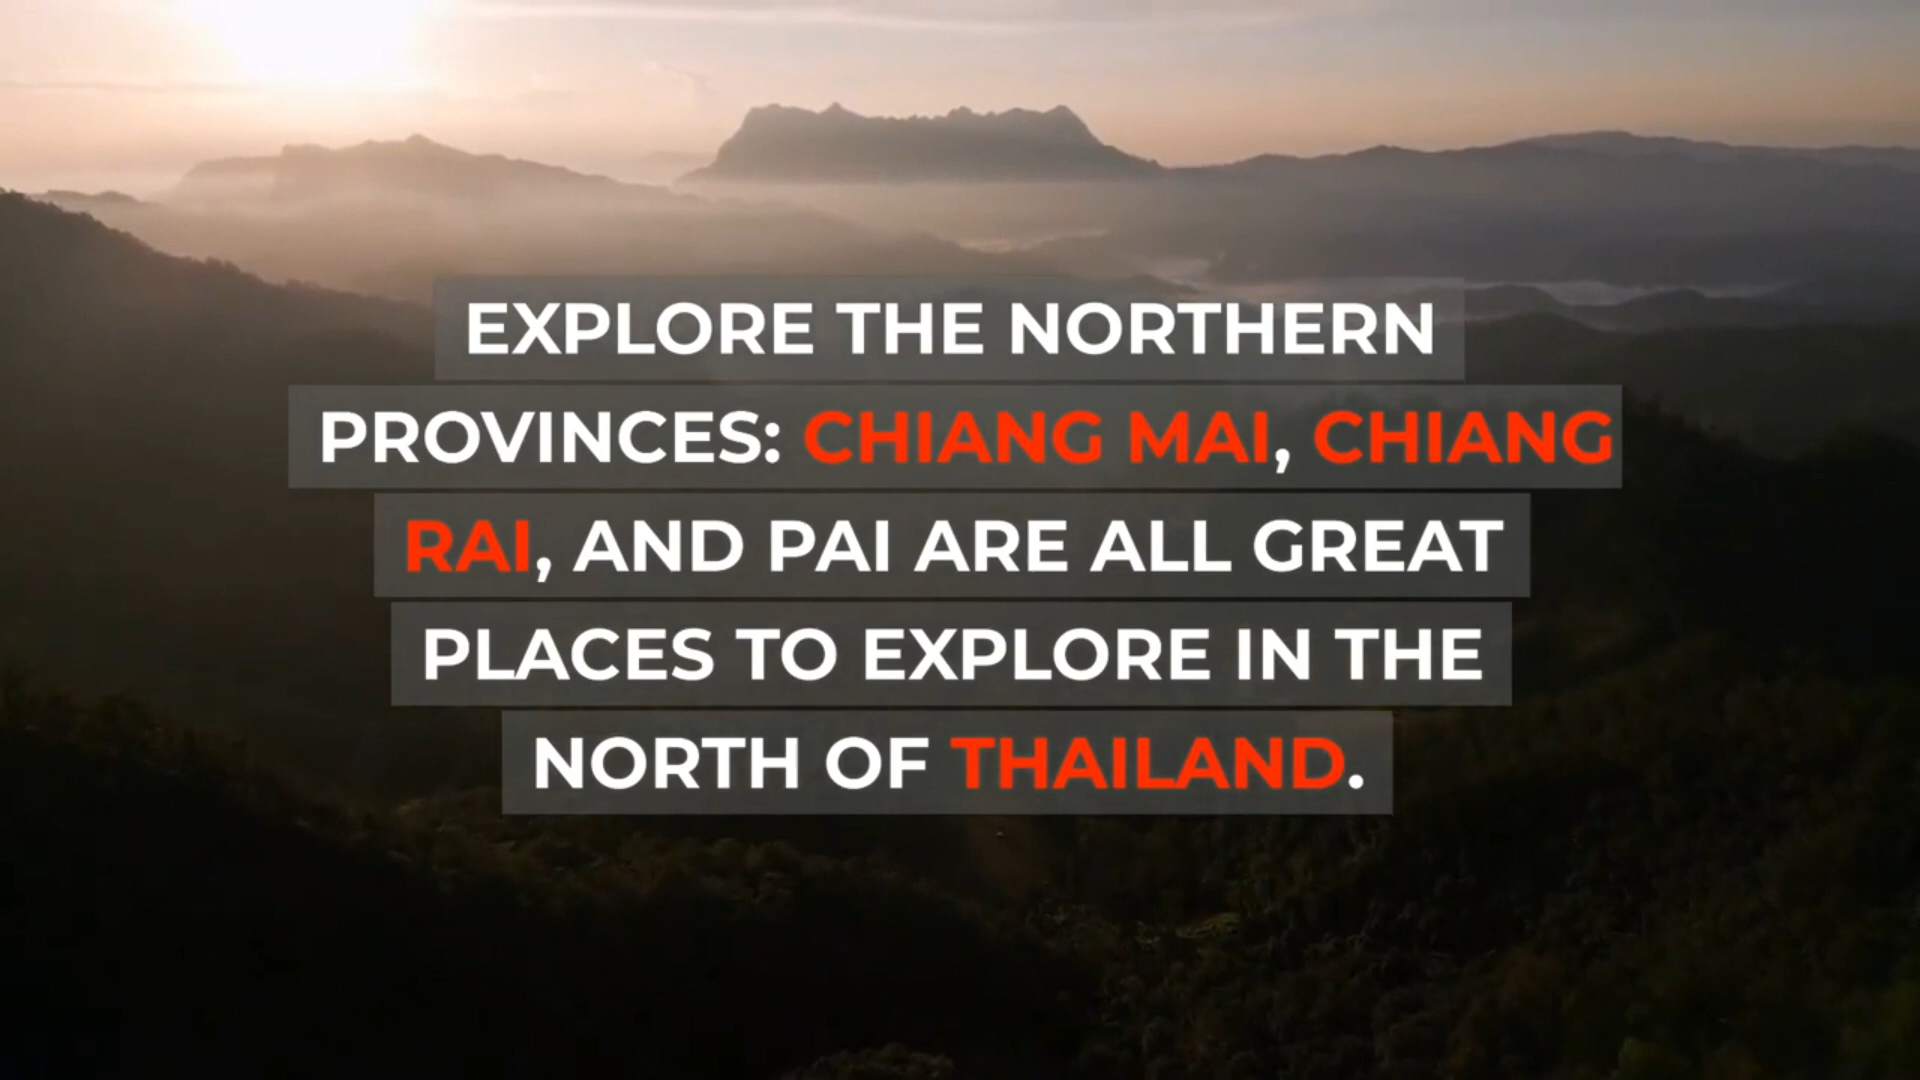 EXPLORE THE NORTHERN
PROVINCES: CHIANG MAI, CHIANG
RAI, AND PAI ARE ALL GREAT
PLACES TO EXPLORE IN THE
NORTH OF THAILAND.